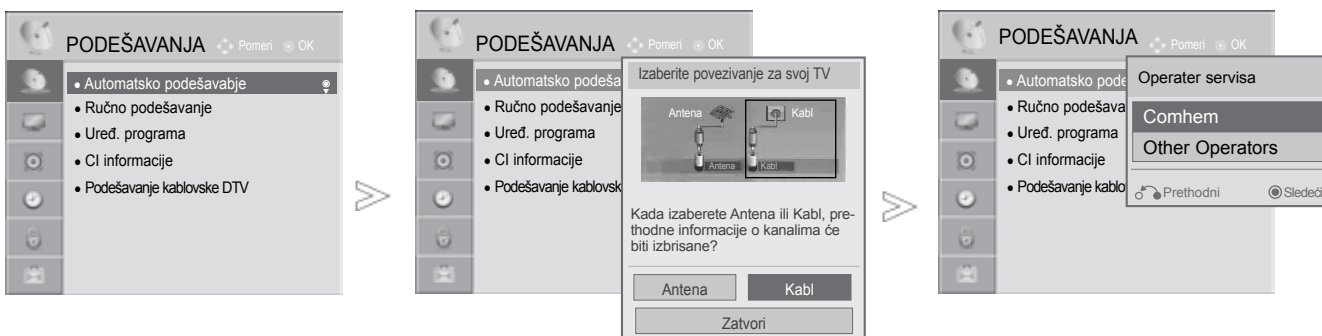 PODEŠAVANJA Pomeri OK
Automatsko podešavabje
Ručno podešavanje
Uređ. programa
CI informacije
Podešavanje kablovske DTV
PODEŠAVANJA Pomeri OK
Automatsko podeša
Ručno podešavanje
Uređ. programa
CI informacije
Podešavanje kablovsk
Izaberite povezivanje za svoj TV
Antena Kabl
Antena Kabl
Kada izaberete Antena ili Kabl, pre-
thodne informacije o kanalima će
biti izbrisane?
Antena Kabl
Zatvori
PODEŠAVANJA Pomeri OK
Automatsko pode
Ručno podešava
Uređ. programa
CI informacije
Podešavanje kablo
Operater servisa
Comhem
Other Operators
Prethodni Sledeći